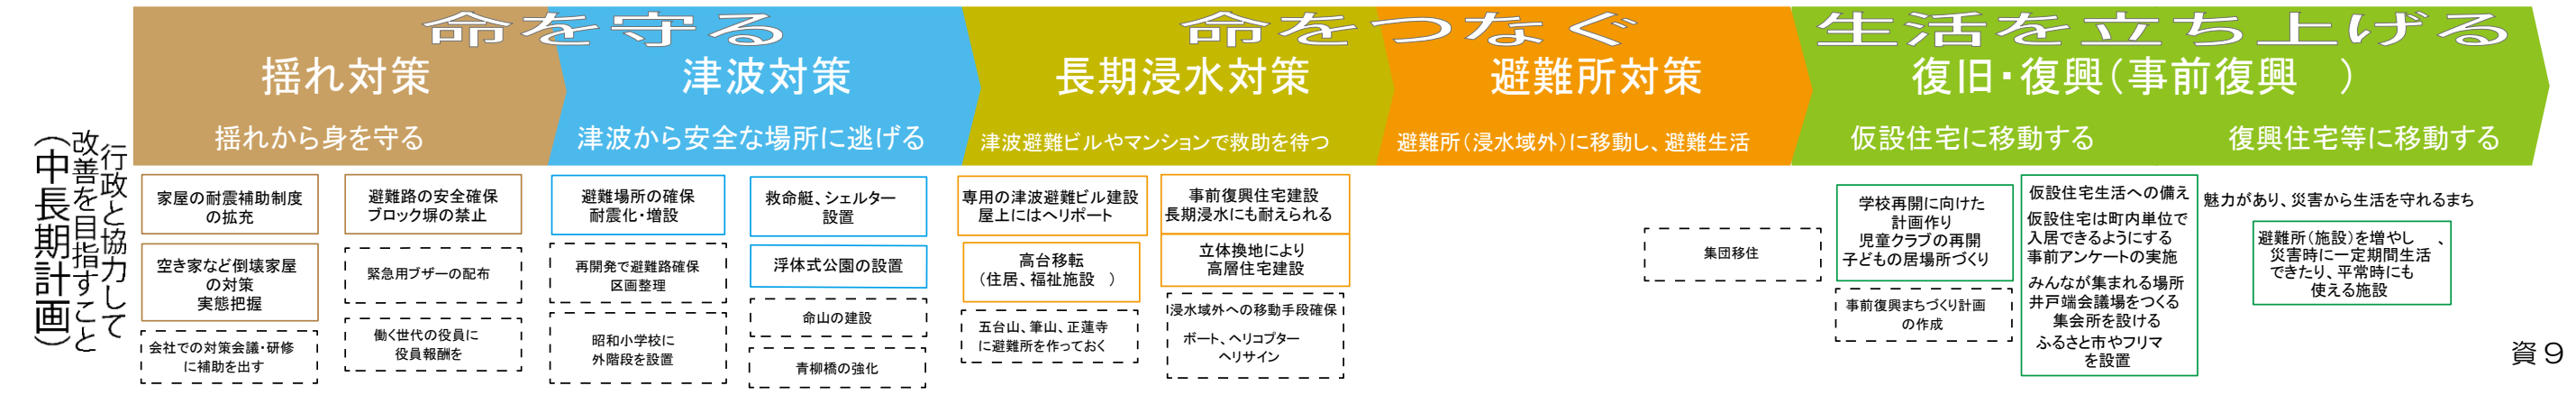 命を守る
命をつなぐ
生活を立ち上げる
揺れ対策
津波対策
長期浸水対策
避難所対策
復旧・復興(事前復興　)
揺れから身を守る
津波から安全な場所に逃げる
津波避難ビルやマンションで救助を待つ
避難所(浸水域外)に移動し、避難生活
仮設住宅に移動する
復興住宅等に移動する
行政と協力して
改善を目指すこと
(中長期計画)
家屋の耐震補助制度
の拡充
空き家など倒壊家屋
の対策
実態把握
会社での対策会議・研修
に補助を出す
避難路の安全確保
ブロック塀の禁止
緊急用ブザーの配布
働く世代の役員に
役員報酬を
避難場所の確保
耐震化・増設
再開発で避難路確保
区画整理
昭和小学校に
外階段を設置
救命艇、シェルター
設置
浮体式公園の設置
命山の建設
青柳橋の強化
専用の津波避難ビル建設
屋上にはヘリポート
高台移転
(住居、福祉施設　)
五台山、筆山、正蓮寺
に避難所を作っておく
事前復興住宅建設
長期浸水にも耐えられる
立体換地により
高層住宅建設
浸水域外への移動手段確保
ボート、ヘリコプター
ヘリサイン
集団移住
学校再開に向けた
計画作り
児童クラブの再開
子どもの居場所づくり
事前復興まちづくり計画
の作成
仮設住宅生活への備え
仮設住宅は町内単位で
入居できるようにする
事前アンケートの実施
みんなが集まれる場所
井戸端会議場をつくる
集会所を設ける
ふるさと市やフリマ
を設置
魅力があり、災害から生活を守れるまち
避難所(施設)を増やし　、
災害時に一定期間生活
できたり、平常時にも
使える施設
資9